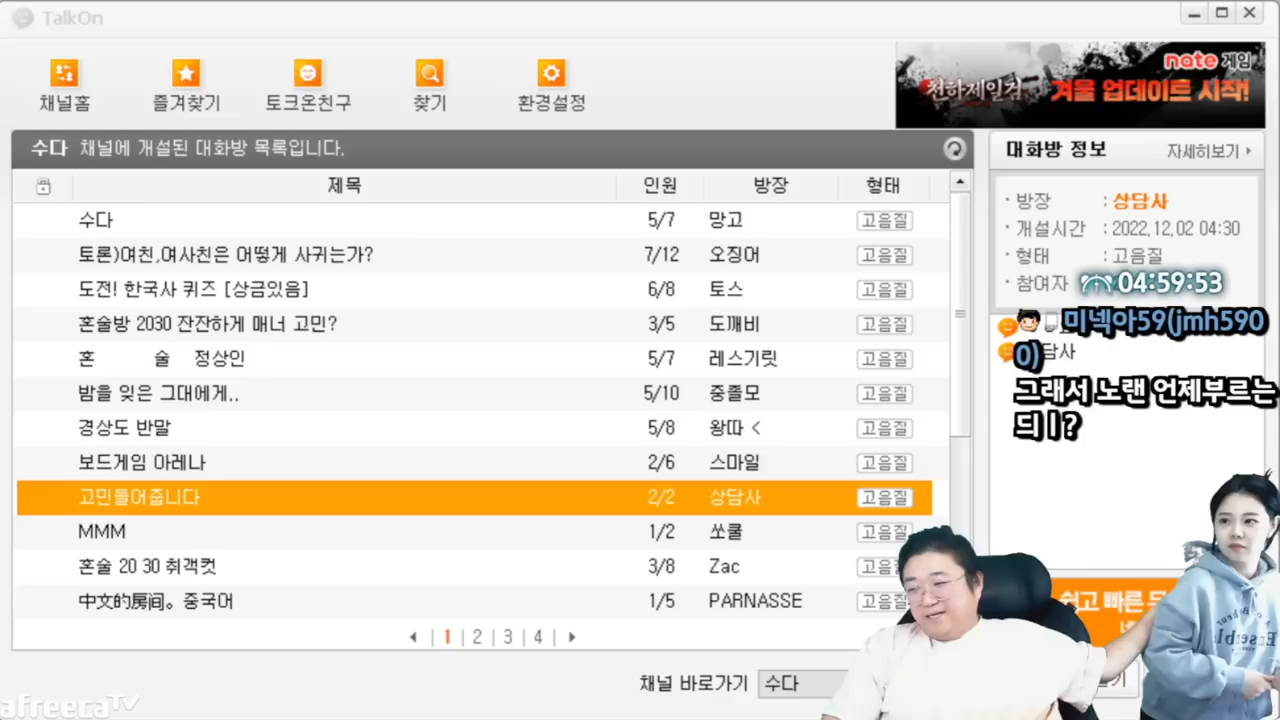 TalkOn
채널홈 즐겨찾기 토크온친구 찾기 환경설정
nate 게임
천하제일검 겨울 업데이트 시작!
수다 채널에 개설된 대화방 목록입니다.
제목 인원 방장 형태
수다 5/7 망고 고음질
토론)여친,여사친은 어떻게 사귀는가? 7/12 오징어 고음질
도전! 한국사 퀴즈 [상금있음] 6/8 토스 고음질
혼술방 2030 잔잔하게 매너 고민? 3/5 도깨비 고음질
혼 술 정상인 5/7 레스기릿 고음질
밤을 잊은 그대에게.. 5/10 중졸모 고음질
경상도 반말 5/8 왕따 < 고음질
보드게임 아레나 2/6 스마일 고음질
고민들어줍니다 2/2 상담사 고음질
MMM 1/2 쏘쿨 고음질
혼술 20 30 취객컷 3/8 Zac 고음
中文的房间。중국어 1/5 PARNASSE 고음질
1 2 3 4
채널 바로가기 수다
대화방 정보 자세히보기
방장 : 상담사
개설시간 : 2022.12.02 04:30
형태 : 고음질
참여자 04:59:53
미넥아59(jmh590
0)
담사
그래서 노랜 언제부르는
듸ㅣ?
쉽고 빠른
afreecaTV